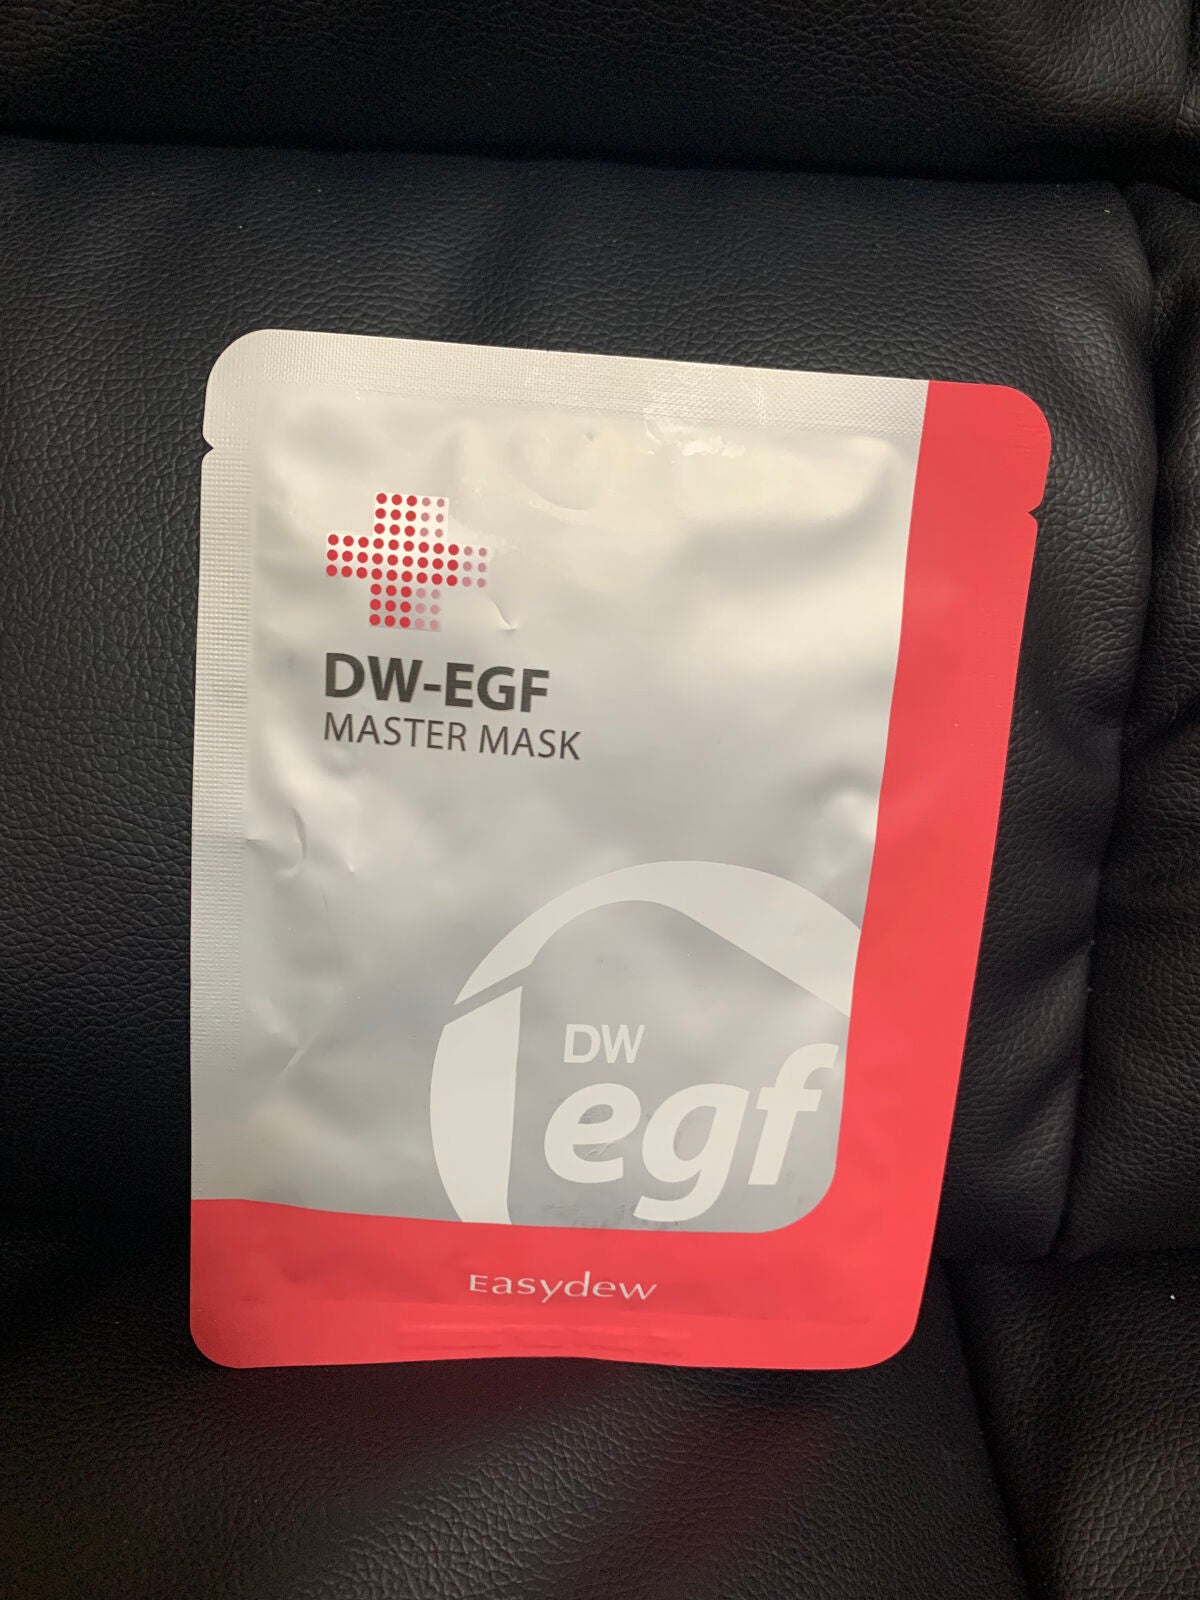 DW-EGF
MASTER MASK
DW
egf
Easydew